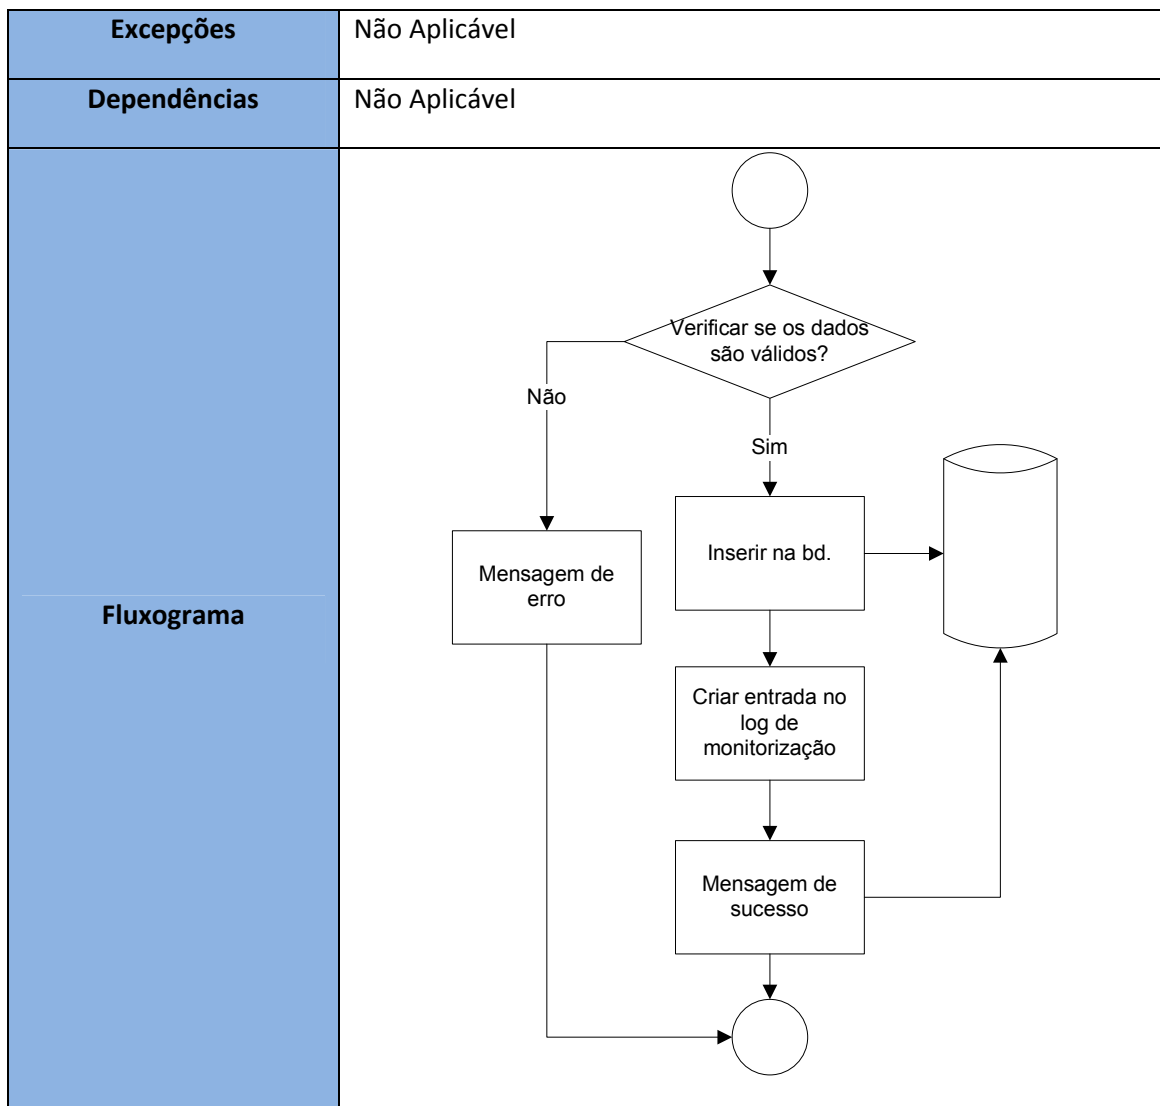 Excepções
Não Aplicável
Dependências
Não Aplicável
Fluxograma
Verificar se os dados
são válidos?
Não
Sim
Inserir na bd.
Mensagem de
erro
Criar entrada no
log de
monitorização
Mensagem de
sucesso